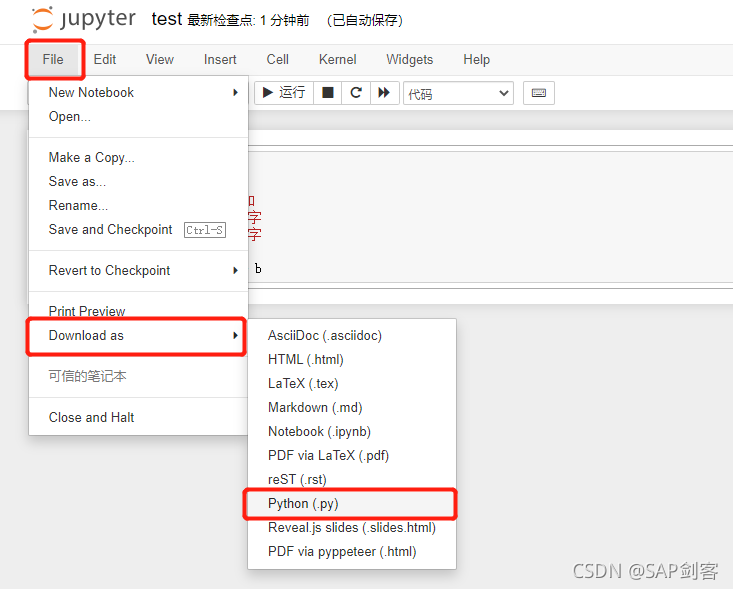 jupyter test 最新检查点: 1 分钟前 （已自动保存）
File Edit View Insert Cell Kernel Widgets Help
运行 代码
New Notebook
Open...
Make a Copy...
Save as...
Rename...
Save and Checkpoint Ctrl-S
Revert to Checkpoint
Print Preview
Download as
可信的笔记本
Close and Halt
字
字
b
AsciiDoc (.asciidoc)
HTML (.html)
LaTeX (.tex)
Markdown (.md)
Notebook (.ipynb)
PDF via LaTeX (.pdf)
reST (.rst)
Python (.py)
Reveal.js slides (.slides.html)
PDF via pyppeteer (.html)
CSDN @SAP剑客